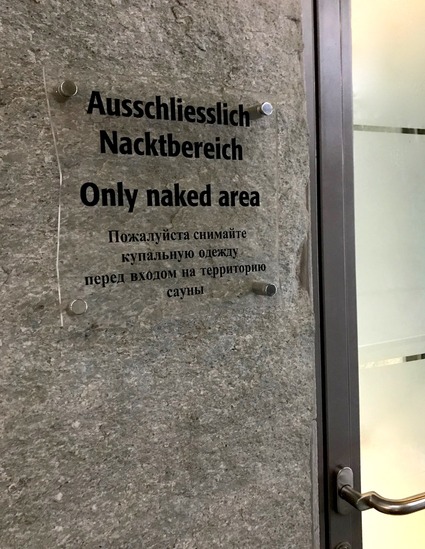 Ausschliesslich
Nacktbereich
Only naked area
Пожалуйста снимайте
купальную одежду
перед входом на территорию
сауны